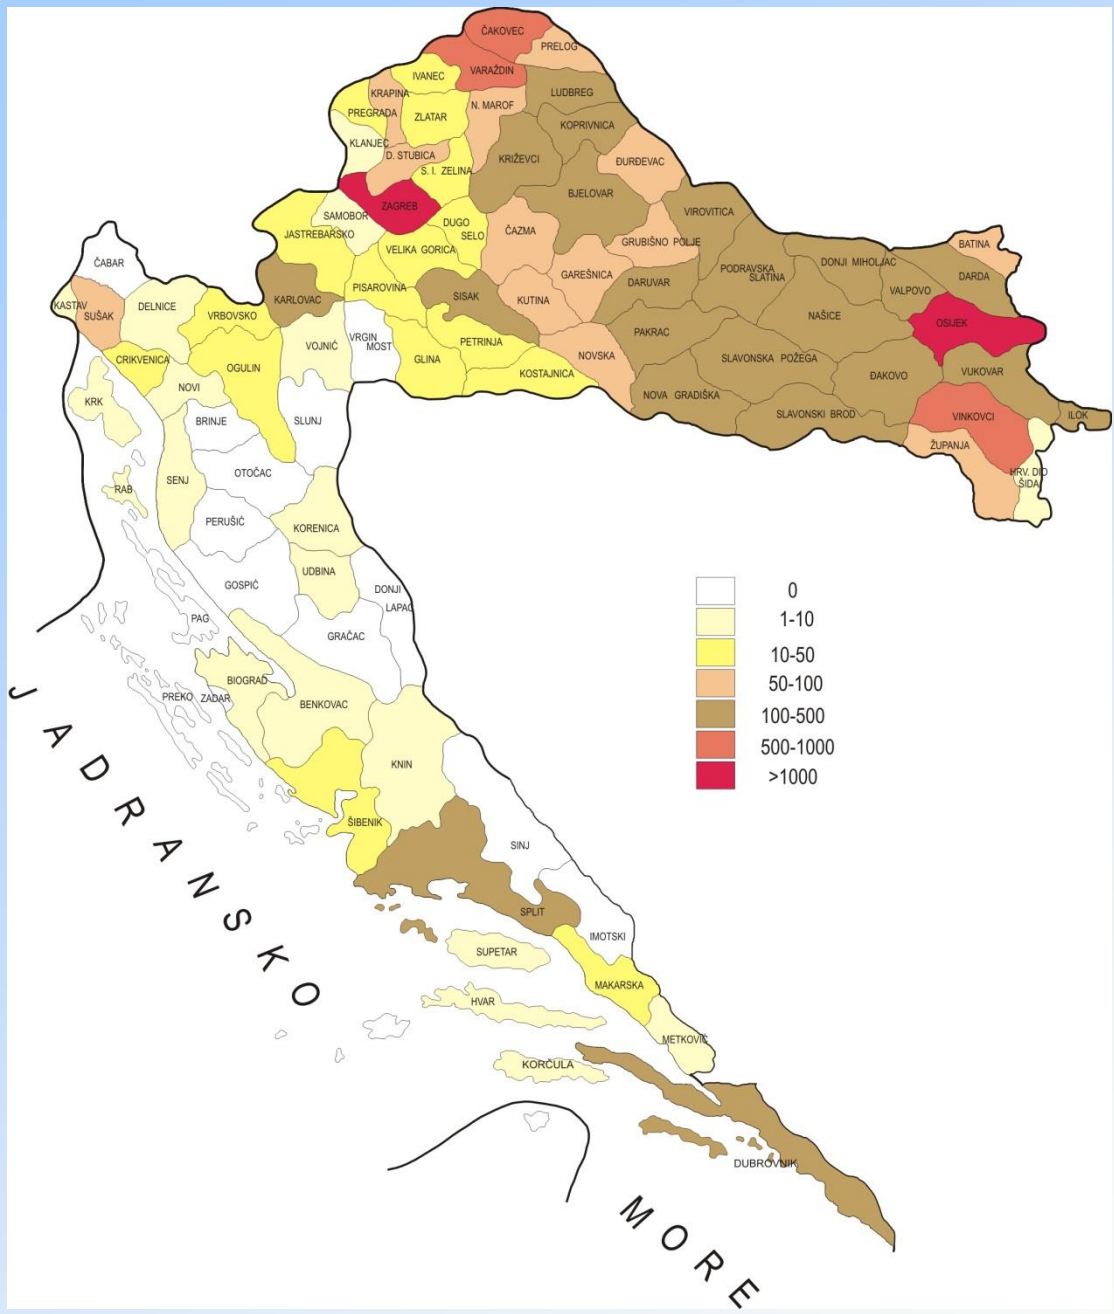 ČAKOVEC
PRELOG
VARAŽDIN
IVANEC
KRAPINA
LUDBREG
N. MAROF
PREGRADA
ZLATAR
KOPRIVNICA
KLANJEC
D. STUBICA
KRIŽEVCI
ĐURĐEVAC
S. I. ZELINA
BJELOVAR
ZAGREB
SAMOBOR
VIROVITICA
DUGO
SELO
JASTREBARSKO
ČAZMA
GRUBIŠNO POLJE
BATINA
VELIKA GORICA
ČABAR
DONJI MIHOLJAC
PODRAVSKA
SLATINA
GAREŠNICA
DARDA
DARUVAR
PISAROVINA
VALPOVO
SISAK
KARLOVAC
KUTINA
KASTAV
DELNICE
SUŠAK
VRBOVSKO
NAŠICE
OSIJEK
PAKRAC
VRGIN
MOST
PETRINJA
VOJNIĆ
CRIKVENICA
GLINA
NOVSKA
SLAVONSKA POŽEGA
OGULIN
KOSTAJNICA
ĐAKOVO
VUKOVAR
NOVI
NOVA GRADIŠKA
KRK
SLAVONSKI BROD
VINKOVCI
ILOK
BRINJE
SLUNJ
ŽUPANJA
OTOČAC
HRV. DIO
ŠIDA
SENJ
RAB
PERUŠIĆ
KORENICA
UDBINA
GOSPIĆ
DONJI
LAPAC
PAG
GRAČAC
BIOGRAD
PREKO
ZADAR
BENKOVAC
KNIN
ŠIBENIK
SINJ
SPLIT
IMOTSKI
SUPETAR
MAKARSKA
HVAR
METKOVIĆ
KORČULA
DUBROVNIK
0
1-10
10-50
50-100
100-500
500-1000
>1000
JADRANSKO
MORE